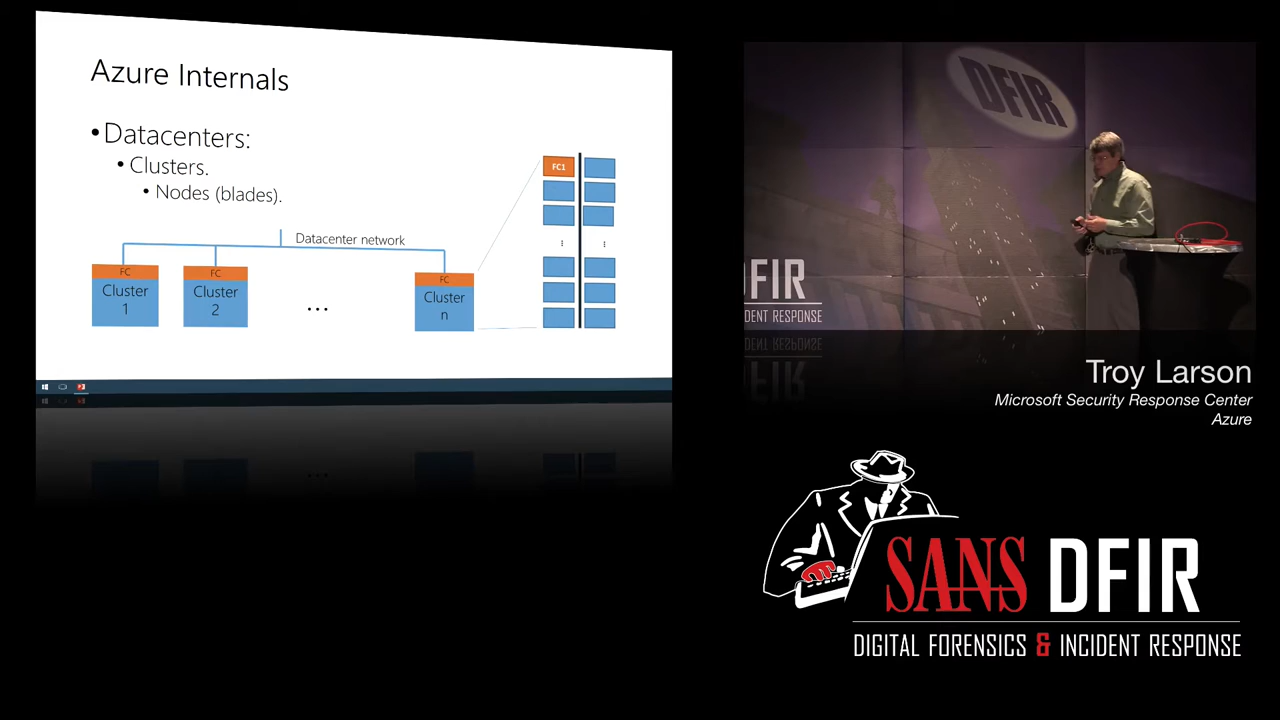 Azure Internals
•Datacenters:
• Clusters.
• Nodes (blades).
Datacenter network
FC
Cluster
1
FC
Cluster
2
...
FC
Cluster
n
FC1
DFIR
DFIR
DENT RESPONSE
Troy Larson
Microsoft Security Response Center
Azure
SANS DFIR
DIGITAL FORENSICS & INCIDENT RESPONSE